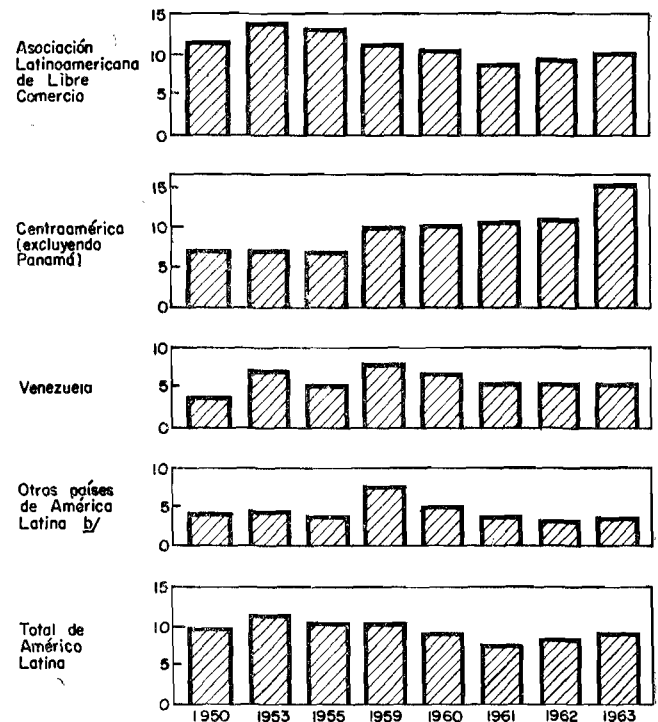 15
Asociación
Latinoamericana
de Libre
Comercio
10
5
0
15
Centroamérica
(excluyendo
Panamá)
10
5
0
10
Venezuela
5
0
10
Otros países
de América
Latina b/
5
0
15
Total de
Américo
Latina
10
5
0
1950 1953 1955 1959 1960 1961 1962 1963